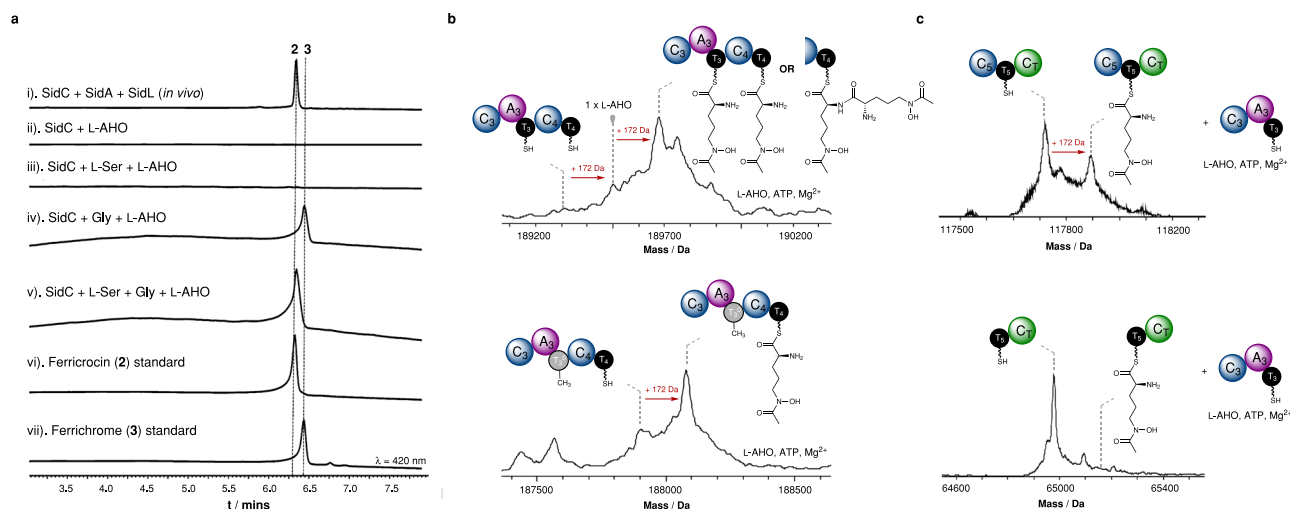 a
2 3
i). SidC + SidA + SidL (in vivo)
ii). SidC + L-AHO
iii). SidC + L-Ser + L-AHO
iv). SidC + Gly + L-AHO
v). SidC + L-Ser + Gly + L-AHO
vi). Ferricrocin (2) standard
vii). Ferrichrome (3) standard
λ = 420 nm
3.5 4.0 4.5 5.0 5.5 6.0 6.5 7.0 7.5
t / mins
b
C3 A3 T3 C4 T4
SH SH
+ 172 Da
1 x L-AHO
+ 172 Da
C3 A3 T3 C4 T4
OR
T4
S S S
O NH2 O NH2 O N H O NH2 N OH O
N OH N OH N OH
O O O
L-AHO, ATP, Mg2+
189200 189700 190200
Mass / Da
C3 A3 T3 C4 T4
CH3 SH
+ 172 Da
C3 A3 T3 C4 T4
CH3 S
O NH2
N OH
O
L-AHO, ATP, Mg2+
187500 188000 188500
Mass / Da
c
C5 T5 CT
SH
+ 172 Da
C5 T5 CT
S
O NH2
N OH
O
+
C3 A3 T3
SH
L-AHO, ATP, Mg2+
117500 117800 118200
Mass / Da
T5 CT
SH
T5 CT
S
O NH2
N OH
O
+
C3 A3 T3
SH
L-AHO, ATP, Mg2+
64600 65000 65400
Mass / Da